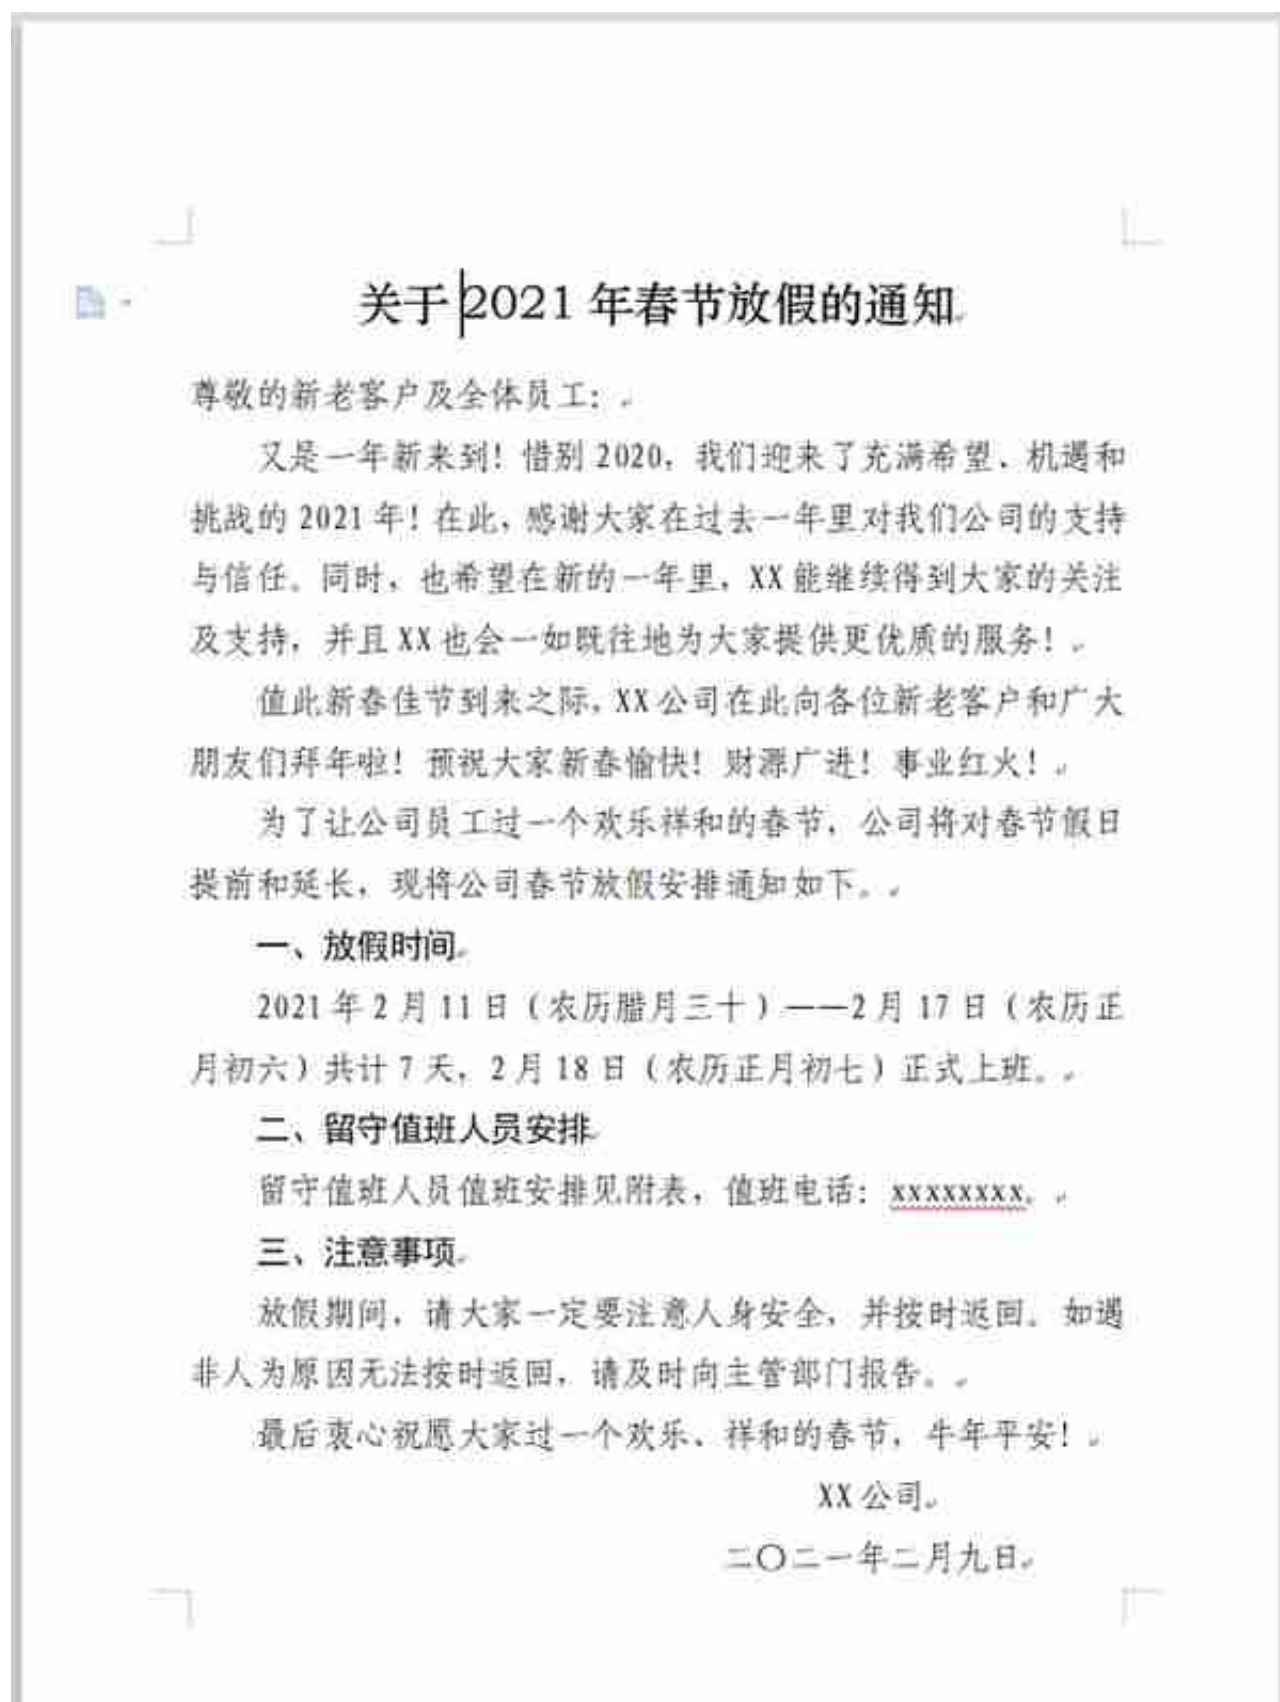 关于2021年春节放假的通知
尊敬的新老客户及全体员工：
又是一年新来到！惜别2020，我们迎来了充满希望、机遇和
挑战的2021年！在此，感谢大家在过去一年里对我们公司的支持
与信任。同时，也希望在新的一年里，XX能继续得到大家的关注
及支持，并且XX也会一如既往地为大家提供更优质的服务！
值此新春佳节到来之际，XX公司在此向各位新老客户和广大
朋友们拜年啦！预祝大家新春愉快！财源广进！事业红火！
为了让公司员工过一个欢乐祥和的春节，公司将对春节假日
提前和延长，现将公司春节放假安排通知如下。
一、放假时间
2021年2月11日（农历腊月三十）——2月17日（农历正
月初六）共计7天，2月18日（农历正月初七）正式上班。
二、留守值班人员安排
留守值班人员值班安排见附表，值班电话：xxxxxxxx。
三、注意事项
放假期间，请大家一定要注意人身安全，并按时返回。如遇
非人为原因无法按时返回，请及时向主管部门报告。
最后衷心祝愿大家过一个欢乐、祥和的春节，牛年平安！
XX公司
二〇二一年二月九日